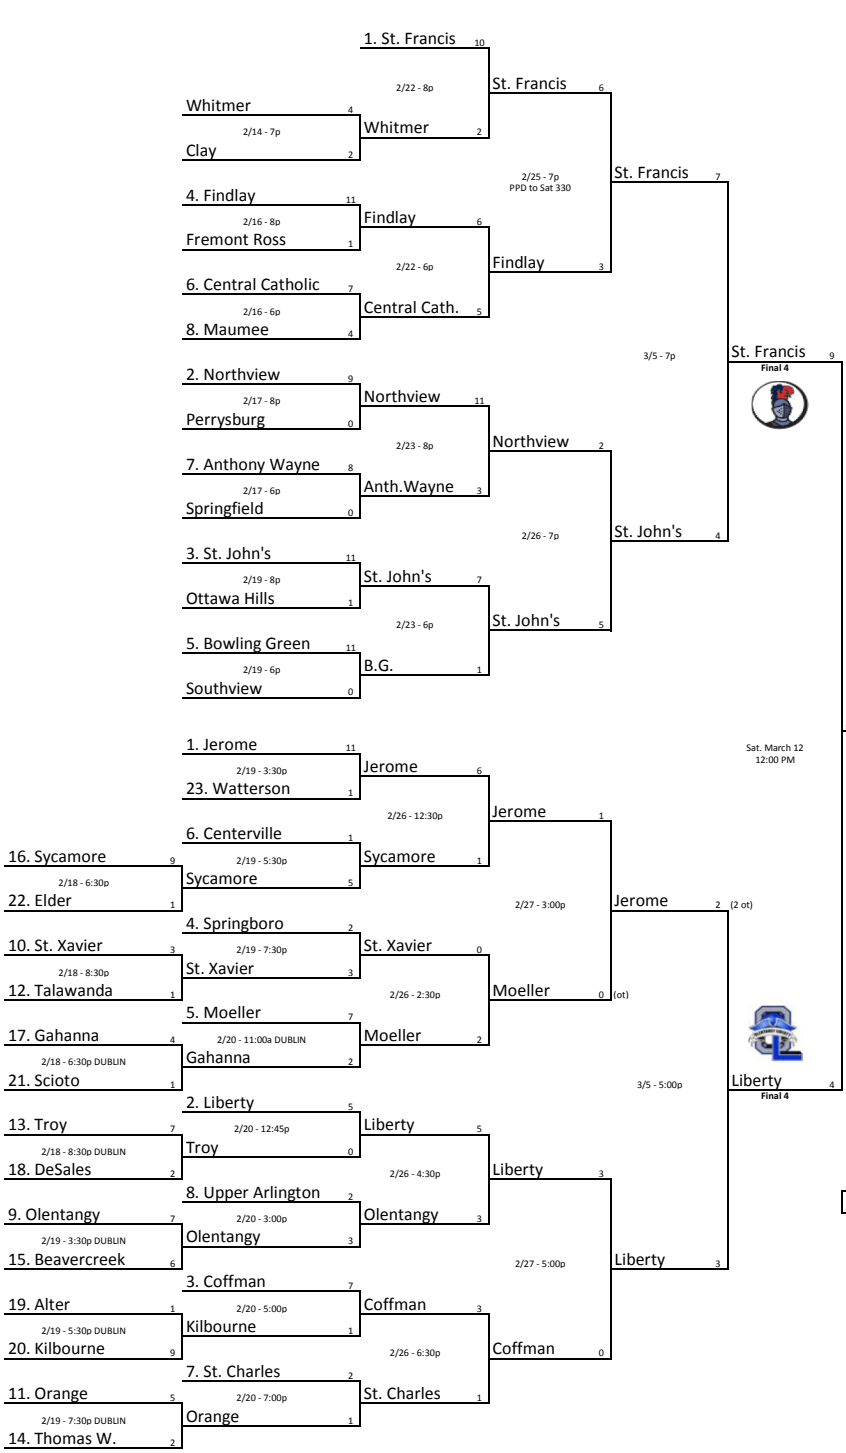 1. St. Francis 10
2/22 - 8p
St. Francis 6
Whitmer 4
2/14 - 7p
Whitmer 2
Clay 2
2/25 - 7p
PPD to Sat 330
St. Francis 7
4. Findlay 11
2/16 - 8p
Findlay 6
Fremont Ross 1
2/22 - 6p
Findlay 3
6. Central Catholic 7
2/16 - 6p
Central Cath. 5
8. Maumee 4
3/5 - 7p
St. Francis 9
Final 4
2. Northview 9
2/17 - 8p
Northview 11
Perrysburg 0
2/23 - 8p
Northview 2
7. Anthony Wayne 8
2/17 - 6p
Anth.Wayne 3
Springfield 0
2/26 - 7p
St. John's 4
3. St. John's 11
2/19 - 8p
St. John's 7
Ottawa Hills 1
2/23 - 6p
St. John's 5
5. Bowling Green 11
2/19 - 6p
B.G. 1
Southview 0
Sat. March 12
12:00 PM
1. Jerome 11
2/19 - 3:30p
Jerome 6
23. Watterson 1
2/26 - 12:30p
Jerome 1
6. Centerville 1
16. Sycamore 9
2/19 - 5:30p
Sycamore 1
2/18 - 6:30p
Sycamore 5
22. Elder 1
2/27 - 3:00p
Jerome 2 (2 ot)
4. Springboro 2
10. St. Xavier 3
2/19 - 7:30p
St. Xavier 0
2/18 - 8:30p
St. Xavier 3
12. Talawanda 1
2/26 - 2:30p
Moeller 0 (ot)
5. Moeller 7
17. Gahanna 4
2/20 - 11:00a DUBLIN
Moeller 2
2/18 - 6:30p DUBLIN
Gahanna 2
21. Scioto 1
3/5 - 5:00p
Liberty 4
Final 4
2. Liberty 5
13. Troy 7
2/20 - 12:45p
Liberty 5
2/18 - 8:30p DUBLIN
Troy 0
18. DeSales 2
2/26 - 4:30p
Liberty 3
8. Upper Arlington 2
9. Olentangy 7
2/20 - 3:00p
Olentangy 3
2/19 - 3:30p DUBLIN
Olentangy 3
15. Beavercreek 6
2/27 - 5:00p
Liberty 3
3. Coffman 7
19. Alter 1
2/20 - 5:00p
Coffman 3
2/19 - 5:30p DUBLIN
Kilbourne 1
20. Kilbourne 9
2/26 - 6:30p
Coffman 0
7. St. Charles 2
11. Orange 5
2/20 - 7:00p
St. Charles 1
2/19 - 7:30p DUBLIN
Orange 1
14. Thomas W. 2